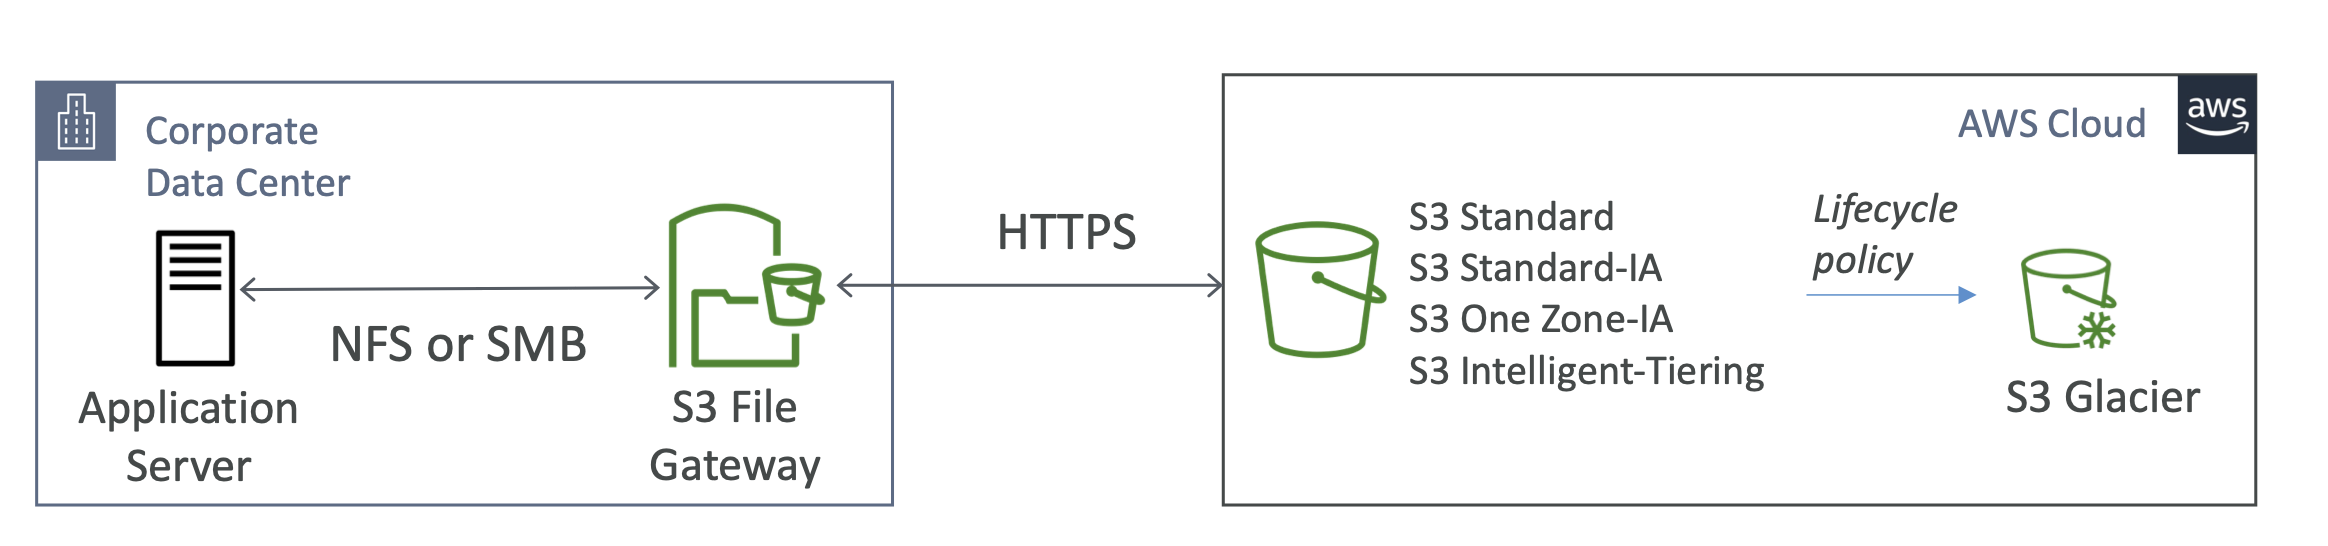 Corporate
Data Center
Application
Server
NFS or SMB
S3 File
Gateway
HTTPS
AWS Cloud
aws
S3 Standard
S3 Standard-IA
S3 One Zone-IA
S3 Intelligent-Tiering
Lifecycle
policy
S3 Glacier